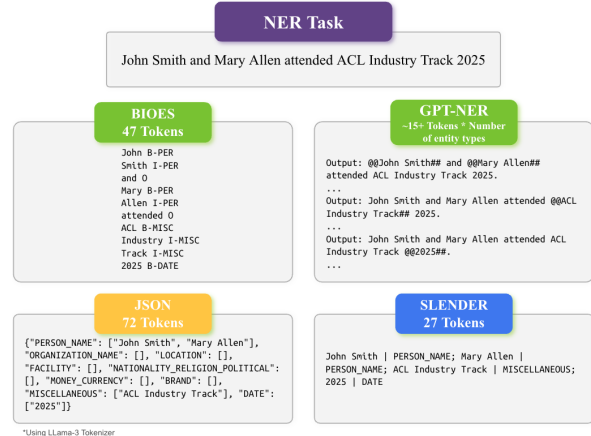 NER Task
John Smith and Mary Allen attended ACL Industry Track 2025
BIOES
47 Tokens
John B-PER
Smith I-PER
and O
Mary B-PER
Allen I-PER
attended O
ACL B-MISC
Industry I-MISC
Track I-MISC
2025 B-DATE
GPT-NER
~15+ Tokens * Number
of entity types
Output: @@John Smith## and @@Mary Allen##
attended ACL Industry Track 2025.
...
Output: John Smith and Mary Allen attended @@ACL
Industry Track## 2025.
...
Output: John Smith and Mary Allen attended ACL
Industry Track @@2025##.
...
JSON
72 Tokens
{"PERSON_NAME": ["John Smith", "Mary Allen"],
"ORGANIZATION_NAME": [], "LOCATION": [],
"FACILITY": [], "NATIONALITY_RELIGION_POLITICAL":
[], "MONEY_CURRENCY": [], "BRAND": [],
"MISCELLANEOUS": ["ACL Industry Track"], "DATE":
["2025"]}
SLENDER
27 Tokens
John Smith | PERSON_NAME; Mary Allen |
PERSON_NAME; ACL Industry Track | MISCELLANEOUS;
2025 | DATE
*Using LLama-3 Tokenizer